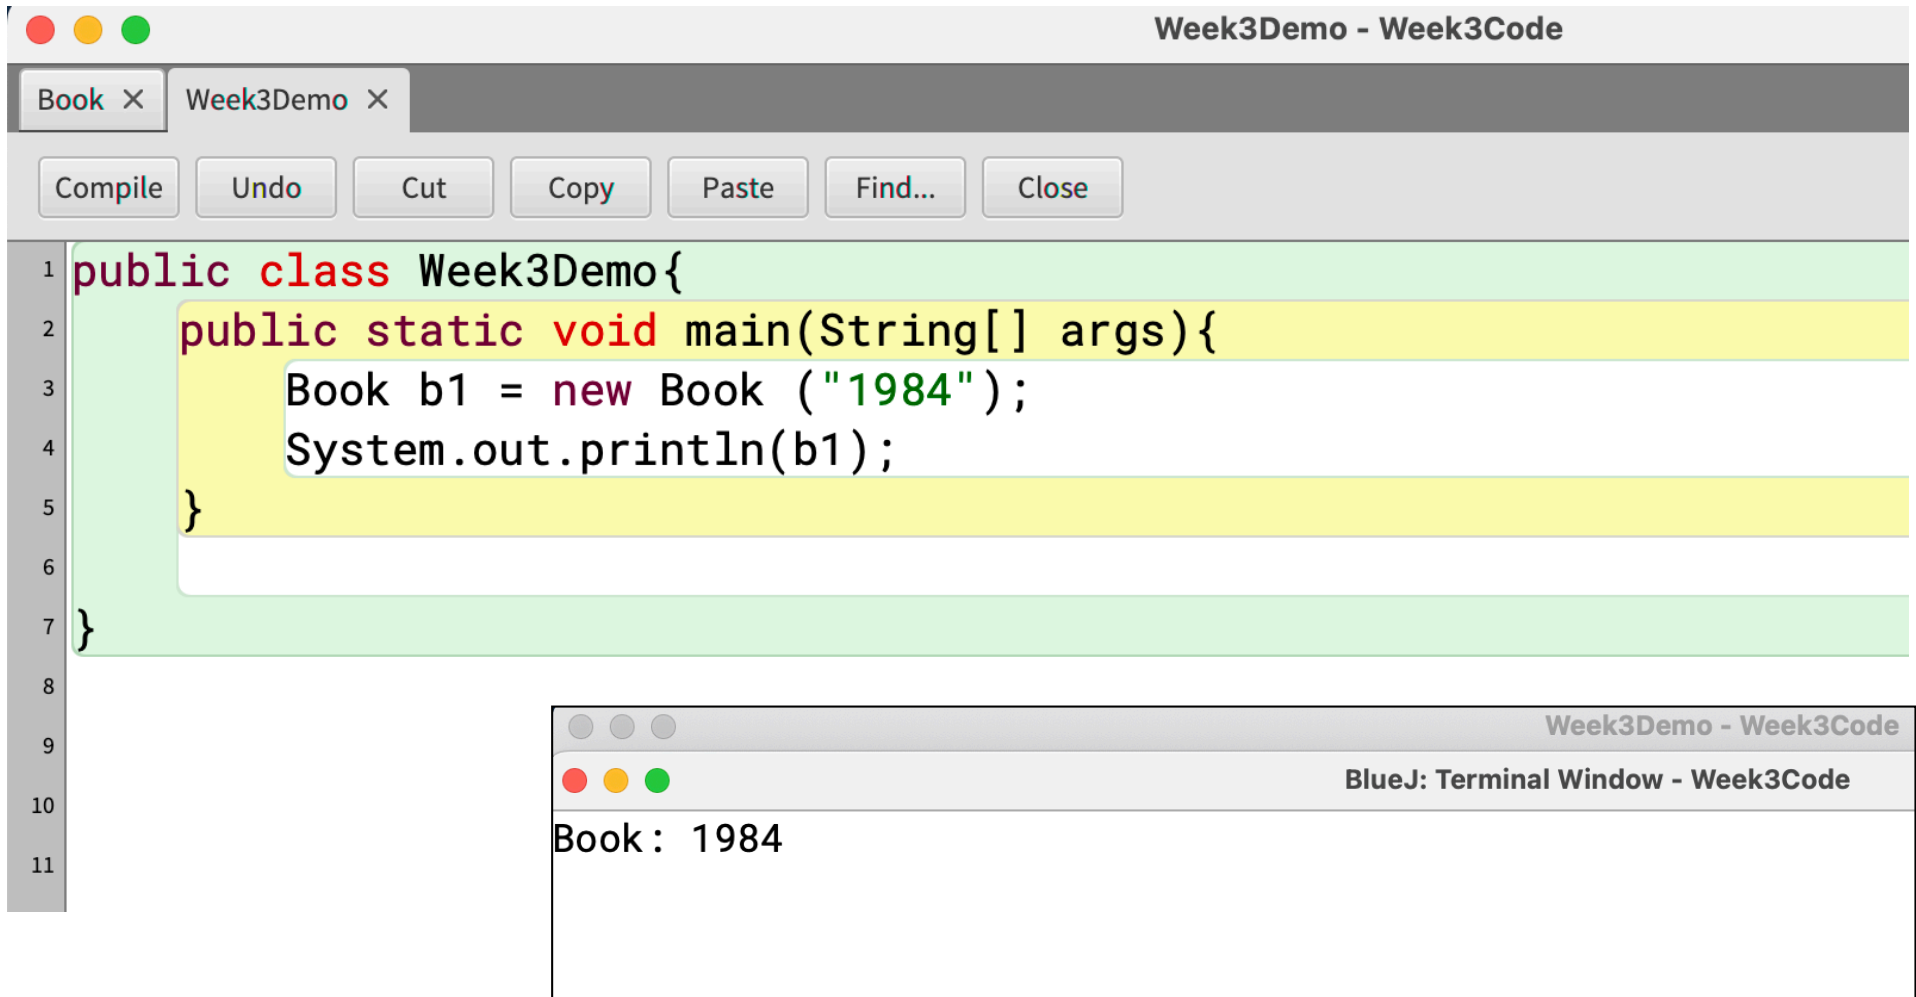 Week3Demo - Week3Code
Book Week3Demo
Compile Undo Cut Copy Paste Find... Close
1 public class Week3Demo{
2 public static void main(String[] args){
3 Book b1 = new Book ("1984");
4 System.out.println(b1);
5 }
6
7 }
8
9
10
11
Week3Demo - Week3Code
BlueJ: Terminal Window - Week3Code
Book: 1984